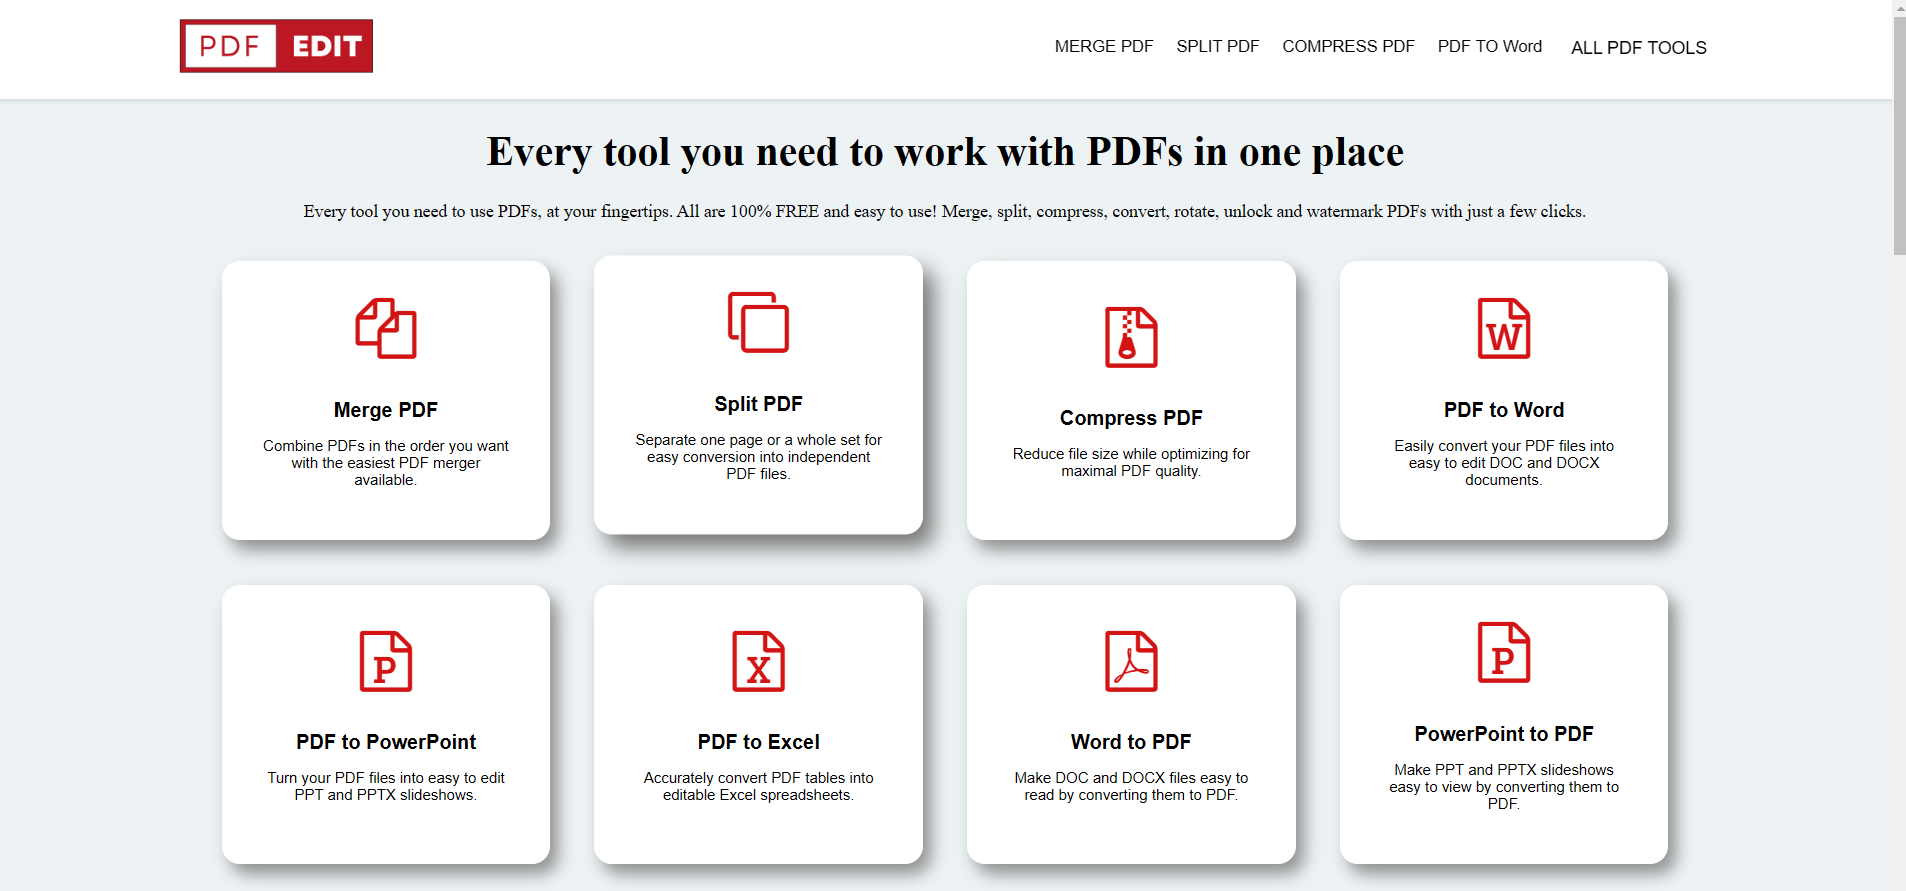 PDF EDIT
MERGE PDF SPLIT PDF COMPRESS PDF PDF TO Word ALL PDF TOOLS
Every tool you need to work with PDFs in one place
Every tool you need to use PDFs, at your fingertips. All are 100% FREE and easy to use! Merge, split, compress, convert, rotate, unlock and watermark PDFs with just a few clicks.
Merge PDF
Combine PDFs in the order you want
with the easiest PDF merger
available.
Split PDF
Separate one page or a whole set for
easy conversion into independent
PDF files.
Compress PDF
Reduce file size while optimizing for
maximal PDF quality.
W
PDF to Word
Easily convert your PDF files into
easy to edit DOC and DOCX
documents.
P
PDF to PowerPoint
Turn your PDF files into easy to edit
PPT and PPTX slideshows.
X
PDF to Excel
Accurately convert PDF tables into
editable Excel spreadsheets.
Word to PDF
Make DOC and DOCX files easy to
read by converting them to PDF.
P
PowerPoint to PDF
Make PPT and PPTX slideshows
easy to view by converting them to
PDF.